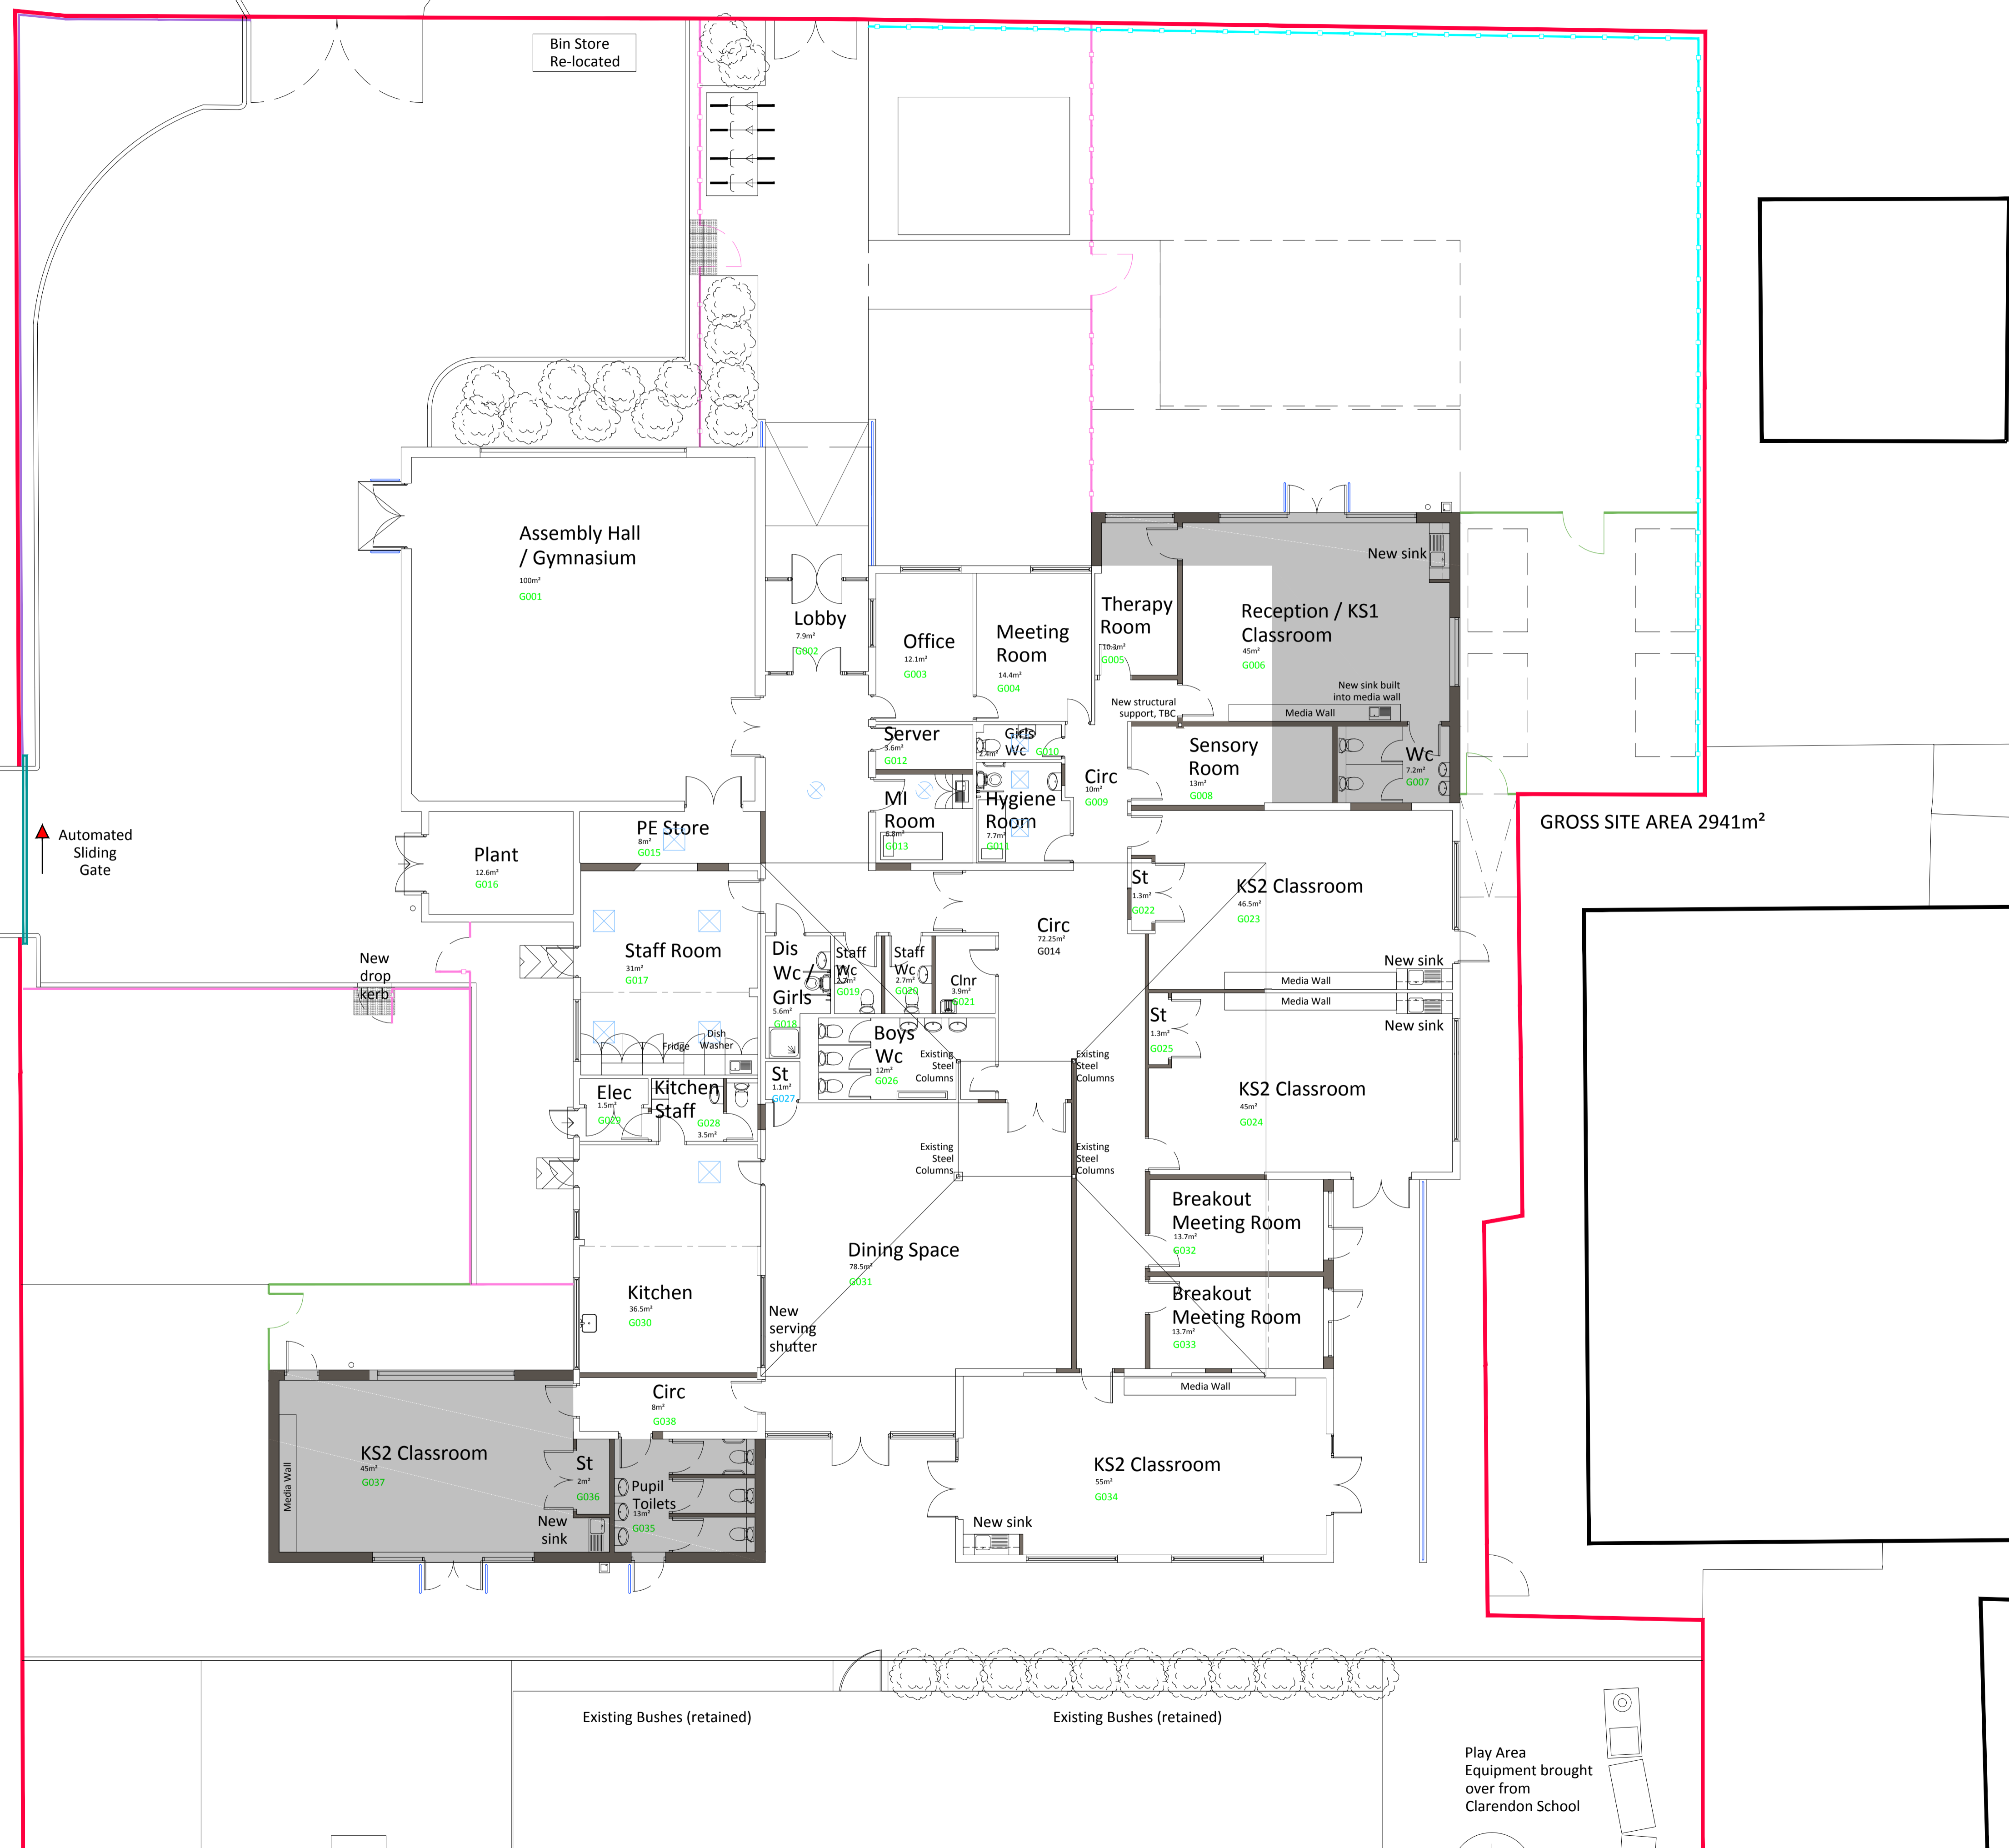 Bin Store
Re-located
Assembly Hall
/ Gymnasium
100m²
G001
Lobby
7.9m²
G002
Office
12.1m²
G003
Meeting
Room
14.4m²
G004
Therapy
Room
10.3m²
G005
New sink
Reception / KS1
Classroom
45m²
G006
New sink built
into media wall
Media Wall
New structural
support, TBC
Server
3.6m²
G012
Girls
Wc
2.4m²
G010
Circ
10m²
G009
Sensory
Room
13m²
G008
Wc
7.2m²
G007
MI
Room
6.8m²
G013
Hygiene
Room
7.7m²
G011
PE Store
8m²
G015
Plant
12.6m²
G016
Automated
Sliding
Gate
GROSS SITE AREA 2941m²
St
1.3m²
G022
KS2 Classroom
46.5m²
G023
New sink
Media Wall
Circ
72.25m²
G014
Staff Room
31m²
G017
Fridge
Dish
Washer
New
drop
kerb
Dis
Wc /
Girls
5.6m²
G018
Staff
Wc
2.7m²
G019
Staff
Wc
2.7m²
G020
Clnr
3.9m²
G021
Media Wall
New sink
St
1.3m²
G025
Boys
Wc
12m²
G026
Existing
Steel
Columns
Existing
Steel
Columns
KS2 Classroom
45m²
G024
St
1.1m²
G027
Elec
1.5m²
G029
Kitchen
Staff
G028
3.5m²
Existing
Steel
Columns
Existing
Steel
Columns
Breakout
Meeting Room
13.7m²
G032
Dining Space
78.5m²
G031
Kitchen
36.5m²
G030
New
serving
shutter
Breakout
Meeting Room
13.7m²
G033
Circ
8m²
G038
Media Wall
KS2 Classroom
45m²
G037
Media Wall
St
2m²
G036
New
sink
Pupil
Toilets
13m²
G035
KS2 Classroom
55m²
G034
New sink
Existing Bushes (retained)
Existing Bushes (retained)
Play Area
Equipment brought
over from
Clarendon School